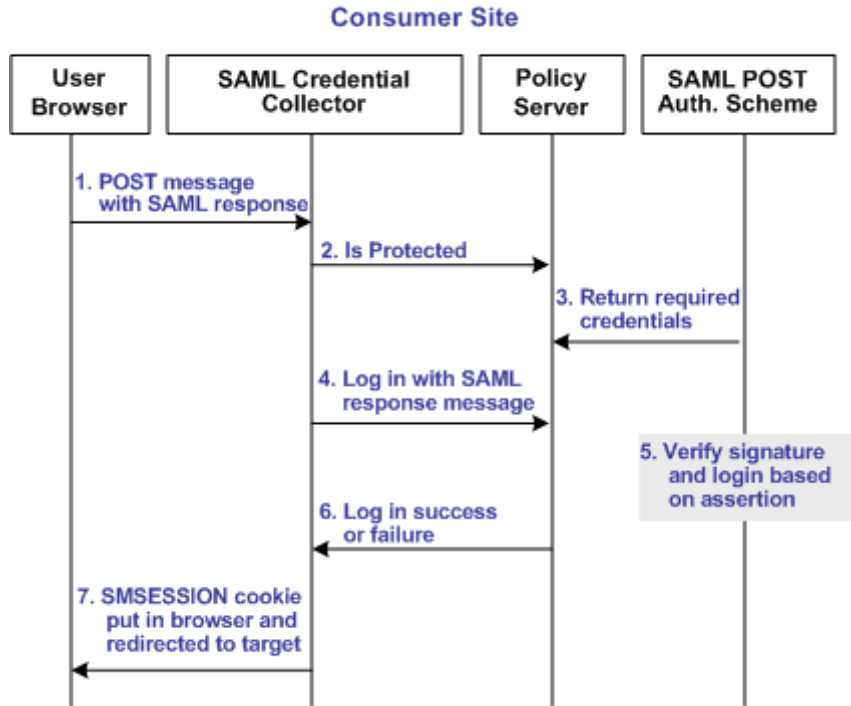 Consumer Site
User
Browser
SAML Credential
Collector
Policy
Server
SAML POST
Auth. Scheme
1. POST message
with SAML response
2. Is Protected
3. Return required
credentials
4. Log in with SAML
response message
5. Verify signature
and login based
on assertion
6. Log in success
or failure
7. SMSESSION cookie
put in browser and
redirected to target